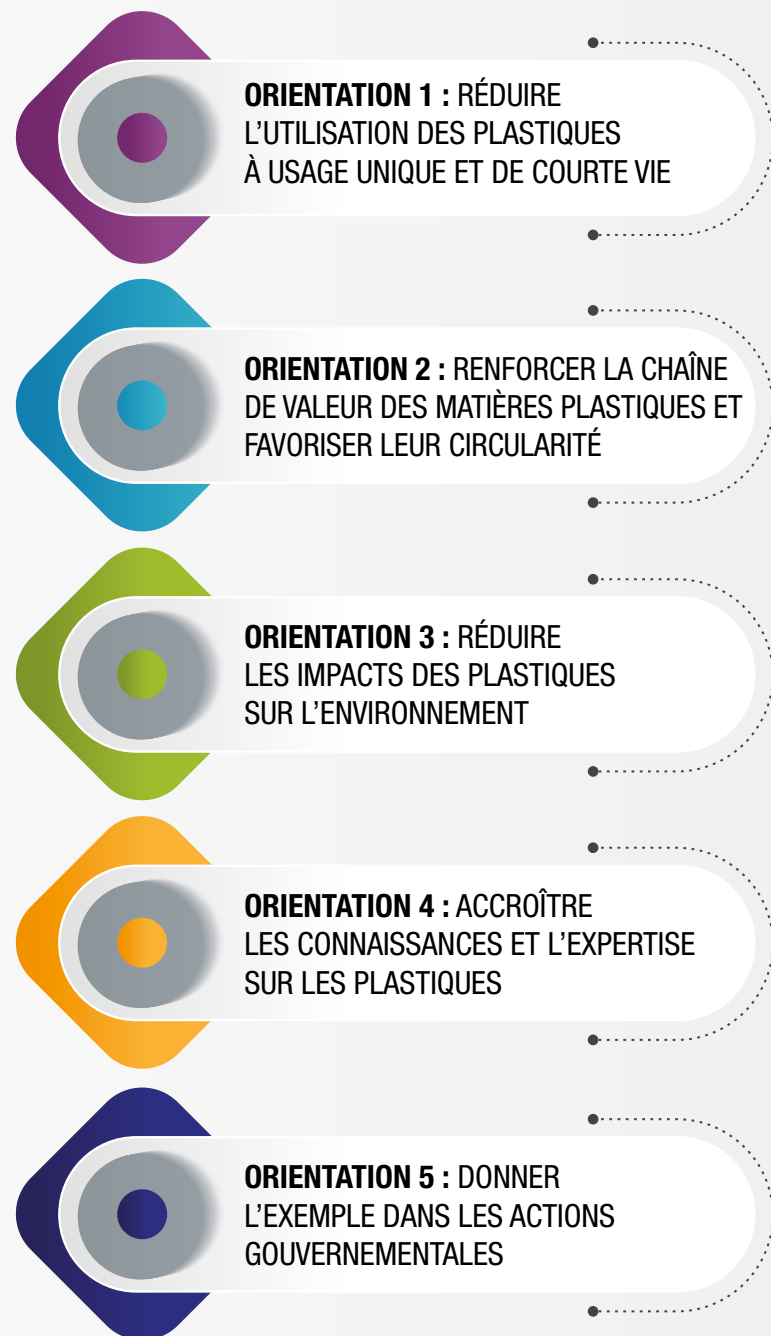 ORIENTATION 1 : RÉDUIRE
L’UTILISATION DES PLASTIQUES
À USAGE UNIQUE ET DE COURTE VIE
ORIENTATION 2 : RENFORCER LA CHAÎNE
DE VALEUR DES MATIÈRES PLASTIQUES ET
FAVORISER LEUR CIRCULARITÉ
ORIENTATION 3 : RÉDUIRE
LES IMPACTS DES PLASTIQUES
SUR L’ENVIRONNEMENT
ORIENTATION 4 : ACCROÎTRE
LES CONNAISSANCES ET L’EXPERTISE
SUR LES PLASTIQUES
ORIENTATION 5 : DONNER
L’EXEMPLE DANS LES ACTIONS
GOUVERNEMENTALES